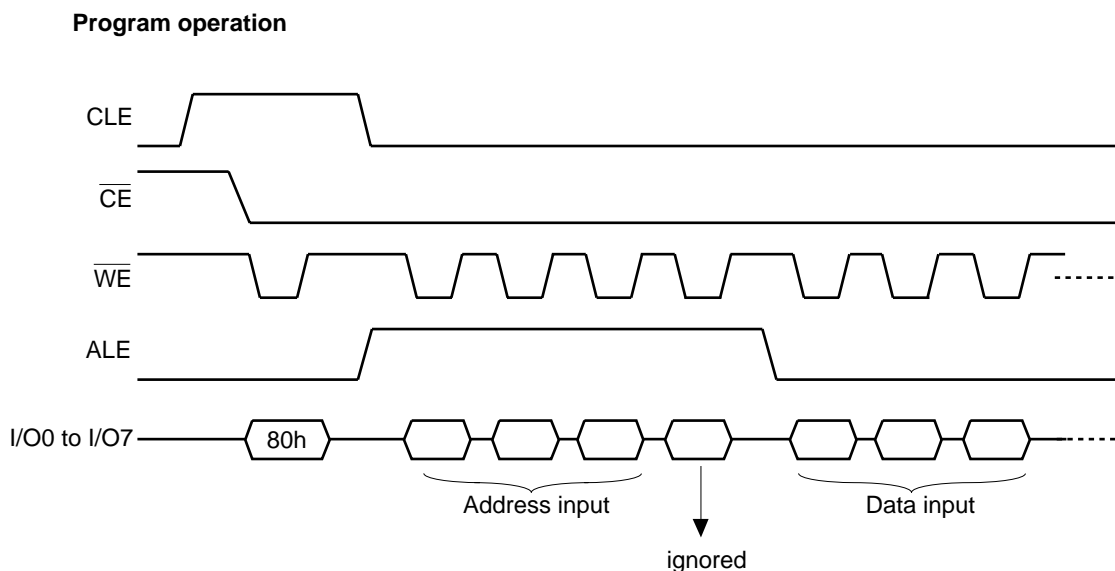 Program operation
CLE
CE
WE
ALE
I/O0 to I/O7
80h
Address input
Data input
ignored